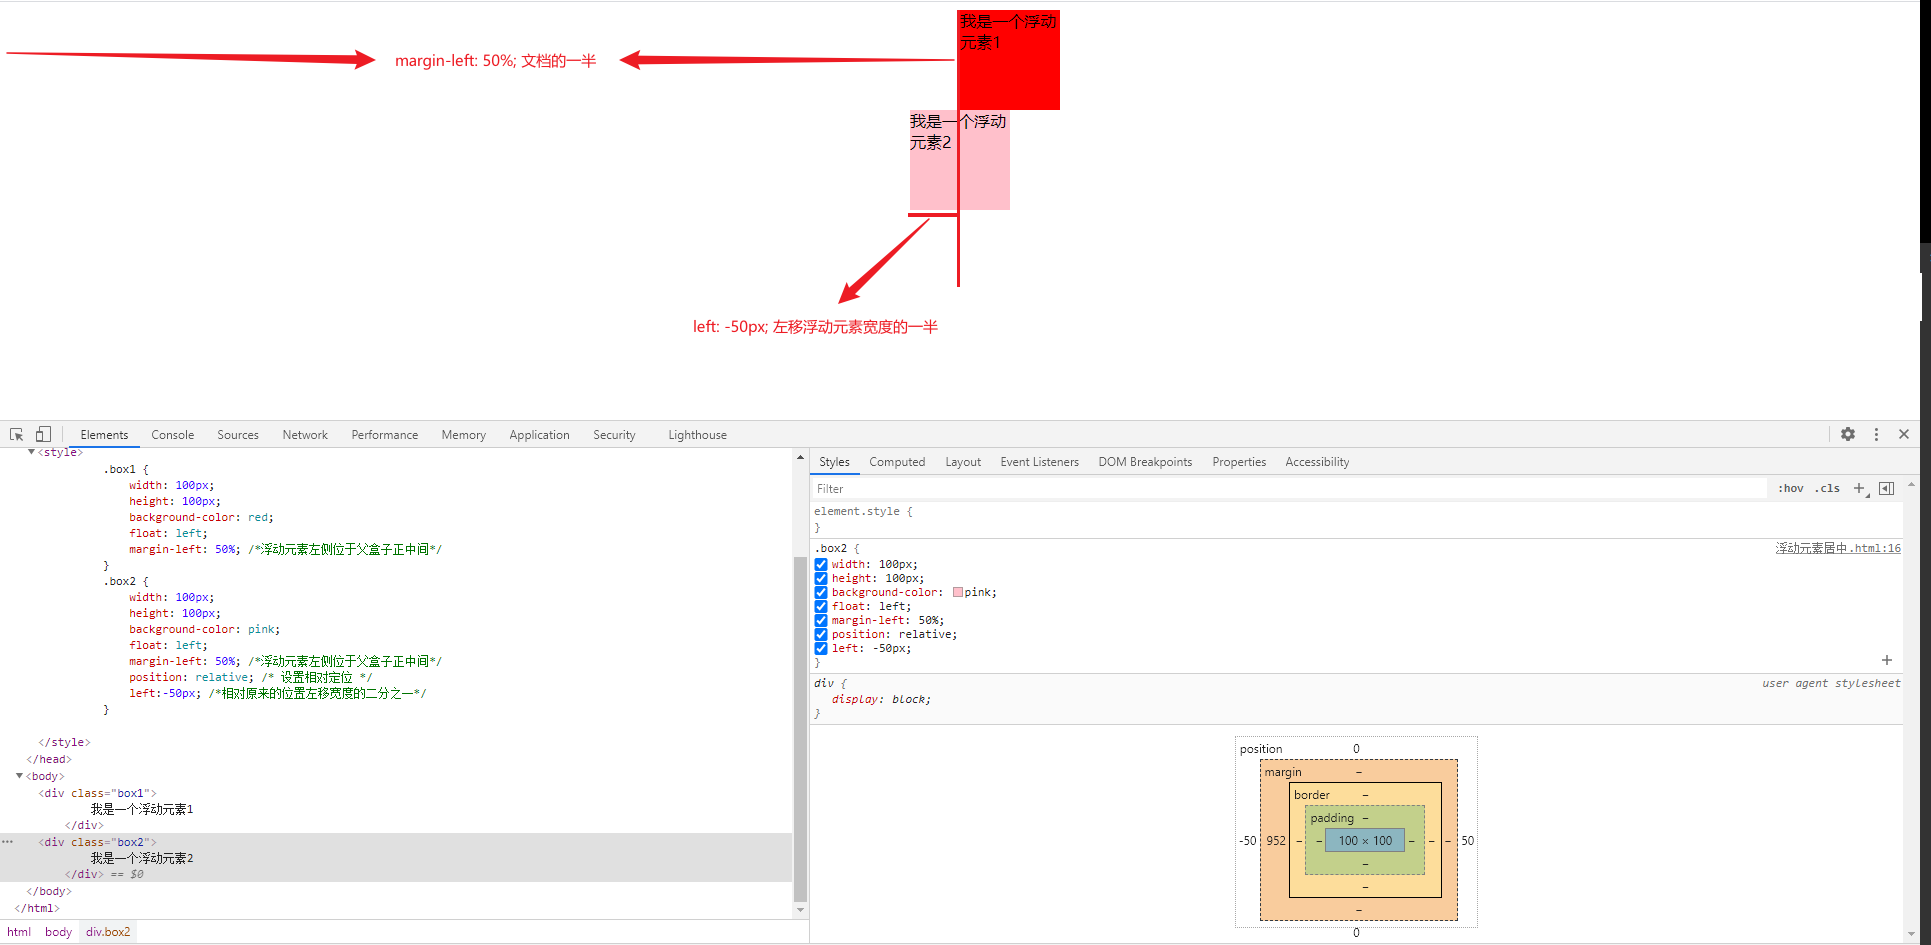 我是一个浮动
元素1
margin-left: 50%; 文档的一半
我是一个浮动
元素2
left: -50px; 左移浮动元素宽度的一半
Elements Console Sources Network Performance Memory Application Security Lighthouse
<style>
.box1 {
width: 100px;
height: 100px;
background-color: red;
float: left;
margin-left: 50%; /*浮动元素左侧位于父盒子正中间*/
}
.box2 {
width: 100px;
height: 100px;
background-color: pink;
float: left;
margin-left: 50%; /*浮动元素左侧位于父盒子正中间*/
position: relative; /* 设置相对定位 */
left:-50px; /*相对原来的位置左移宽度的二分之一*/
}
</style>
</head>
<body>
<div class="box1">
我是一个浮动元素1
</div>
<div class="box2">
我是一个浮动元素2
</div> == $0
</body>
</html>
html body div.box2
Styles Computed Layout Event Listeners DOM Breakpoints Properties Accessibility
Filter :hov .cls
element.style {
}
.box2 { 浮动元素居中.html:16
width: 100px;
height: 100px;
background-color: pink;
float: left;
margin-left: 50%;
position: relative;
left: -50px;
}
div { user agent stylesheet
display: block;
}
position 0
margin –
border –
padding –
-50 952 – – 100 × 100 – – – 50
–
–
–
0